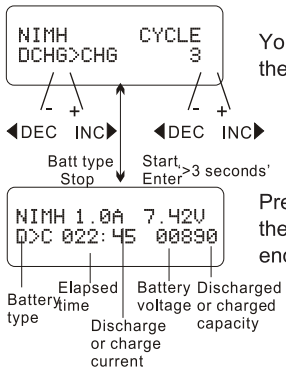 NIMH CYCLE
DCHG>CHG 3
Yo
the
- + - +
◀DEC INC▶ ◀DEC INC▶
Batt type Start,
Stop Enter >3 seconds'
Pre
NIMH 1.0A 7.42V
the
D>C 022:45 00890
enc
Elapsed Battery Discharged
Battery time voltage or charged
type capacity
Discharge
or charge
current